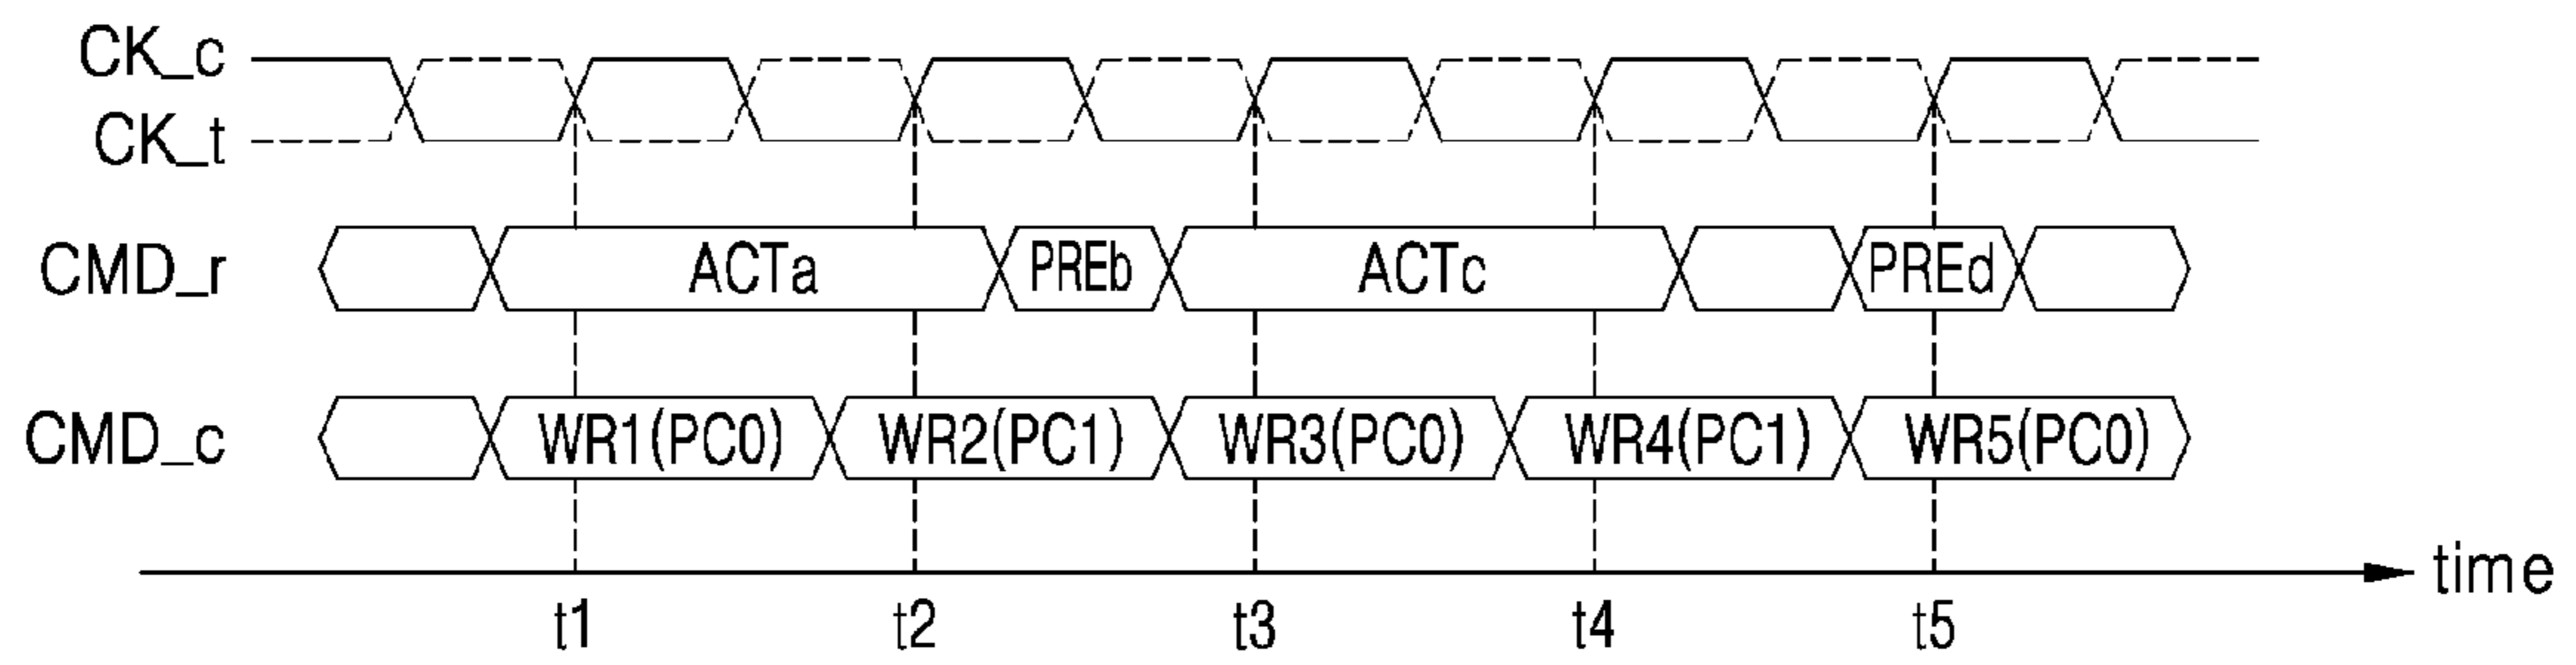 CK_c
CK_t
CMD_r ACTa PREb ACTc PREd
CMD_c WR1(PC0) WR2(PC1) WR3(PC0) WR4(PC1) WR5(PC0)
time
t1 t2 t3 t4 t5